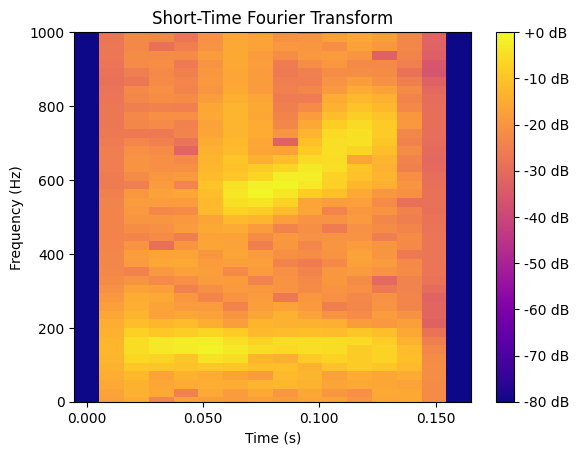 Short-Time Fourier Transform
1000
800
600
400
200
0
Frequency (Hz)
0.000
0.050
0.100
0.150
Time (s)
+0 dB
-10 dB
-20 dB
-30 dB
-40 dB
-50 dB
-60 dB
-70 dB
-80 dB